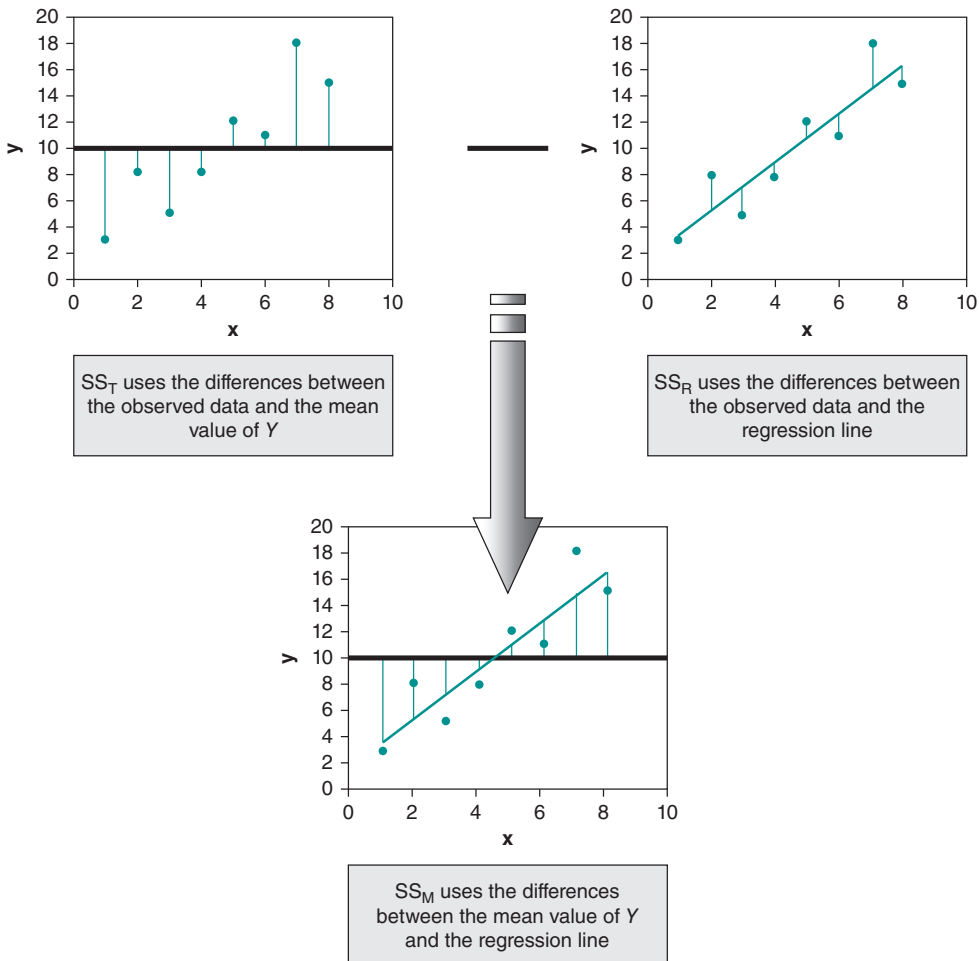 20
18
16
14
12
10
8
6
4
2
0
y
0 2 4 6 8 10
x
SST uses the differences between
the observed data and the mean
value of Y
20
18
16
14
12
10
8
6
4
2
0
y
0 2 4 6 8 10
x
SSR uses the differences between
the observed data and the
regression line
20
18
16
14
12
10
8
6
4
2
0
y
0 2 4 6 8 10
x
SSM uses the differences
between the mean value of Y
and the regression line